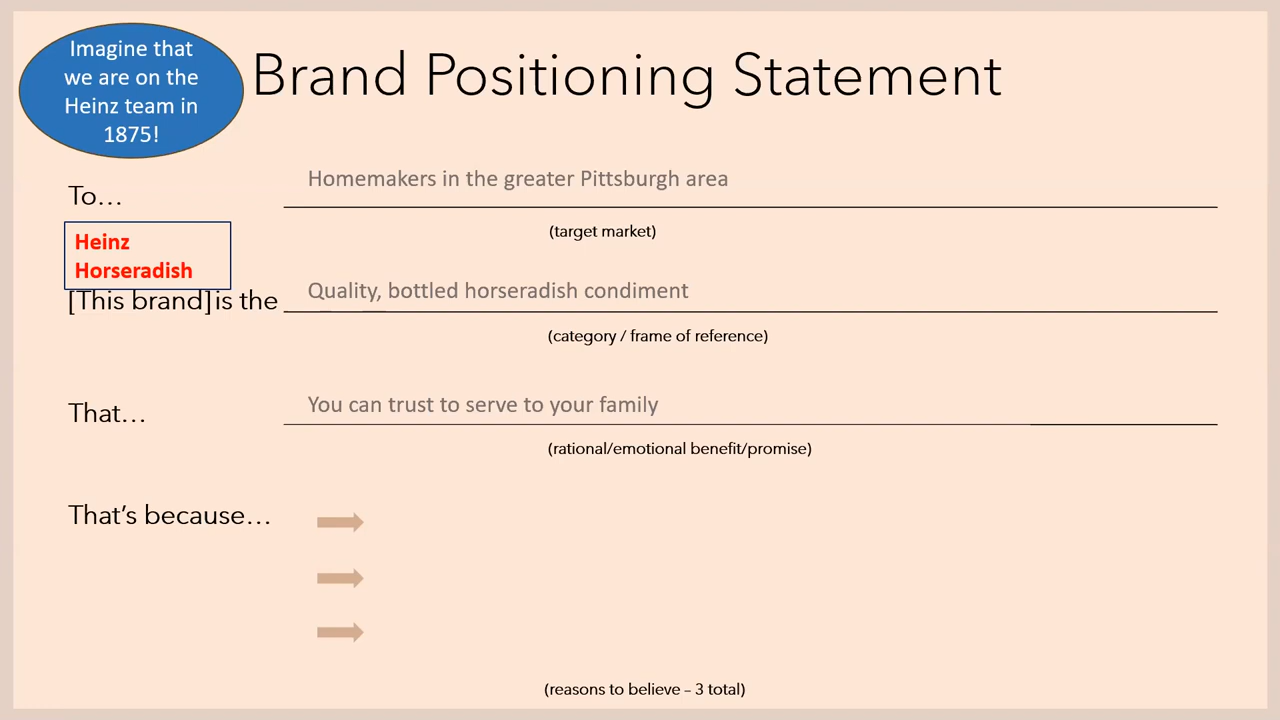 Imagine that
we are on the
Heinz team in
1875!
Brand Positioning Statement
To…
Homemakers in the greater Pittsburgh area
(target market)
Heinz
Horseradish
[This brand]is the
Quality, bottled horseradish condiment
(category / frame of reference)
That…
You can trust to serve to your family
(rational/emotional benefit/promise)
That’s because…
(reasons to believe – 3 total)